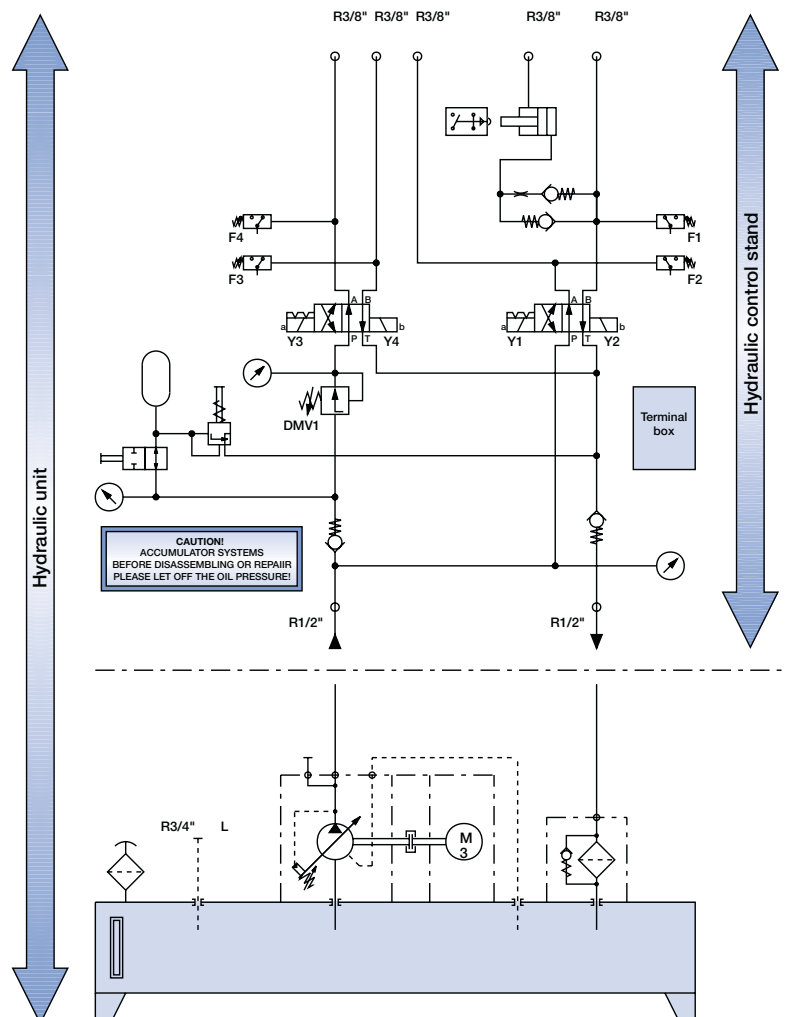 R3/8" R3/8" R3/8" R3/8" R3/8"
F4 F1
F3 F2
A B A B
a b a b
Y3 P T Y4 Y1 P T Y2
DMV1
Terminal
box
Hydraulic control stand
Hydraulic unit
CAUTION!
ACCUMULATOR SYSTEMS
BEFORE DISASSEMBLING OR REPAIIR
PLEASE LET OFF THE OIL PRESSURE!
R1/2" R1/2"
R3/4" L
M
3